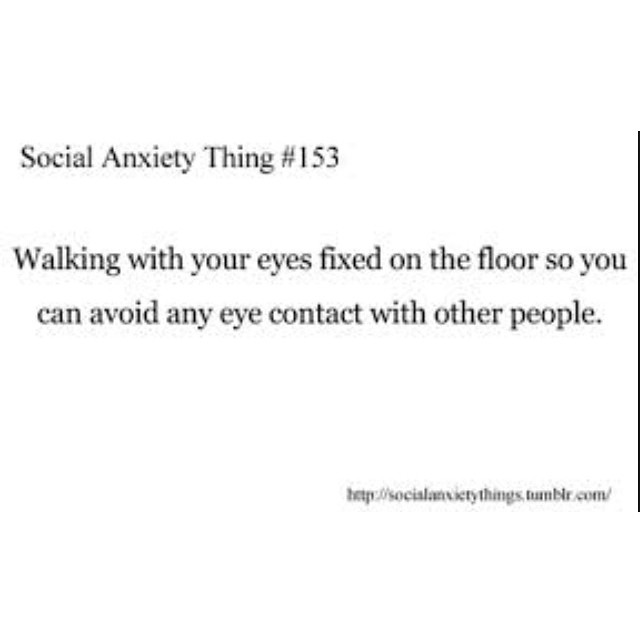 Social Anxiety Thing #153
Walking with your eyes fixed on the floor so you
can avoid any eye contact with other people.
http://socialanxietythings.tumblr.com/